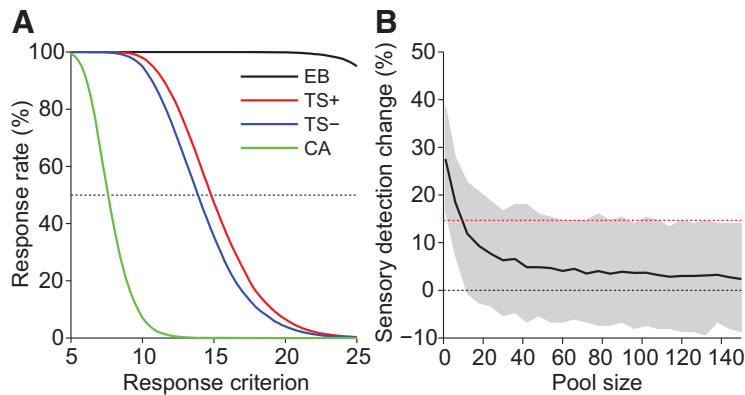 A
Response rate (%)
100
80
60
40
20
0
5
10
15
20
25
Response criterion
EB
TS+
TS−
CA
B
Sensory detection change (%)
50
40
30
20
10
0
−10
0
20
40
60
80
100
120
140
Pool size